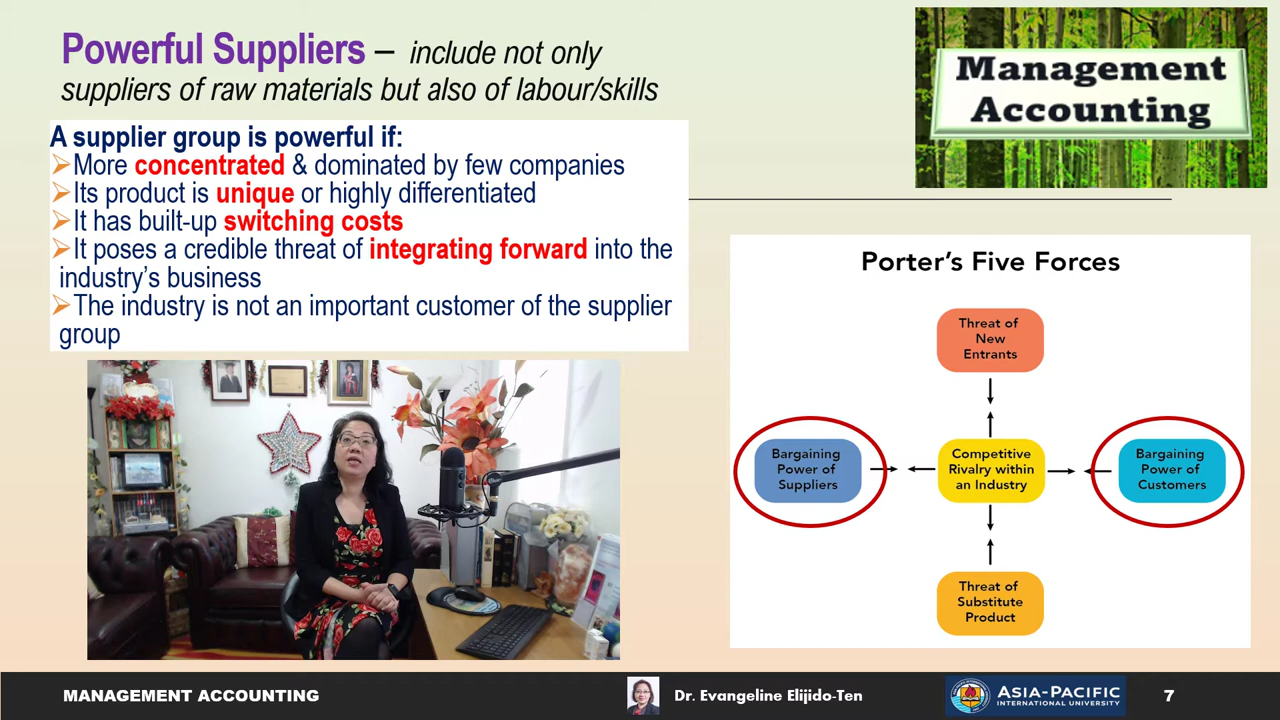 Powerful Suppliers – include not only
suppliers of raw materials but also of labour/skills
A supplier group is powerful if:
More concentrated & dominated by few companies
Its product is unique or highly differentiated
It has built-up switching costs
It poses a credible threat of integrating forward into the
industry's business
The industry is not an important customer of the supplier
group
Management
Accounting
Porter's Five Forces
Threat of
New
Entrants
Bargaining
Power of
Suppliers
Competitive
Rivalry within
an Industry
Bargaining
Power of
Customers
Threat of
Substitute
Product
MANAGEMENT ACCOUNTING
Dr. Evangeline Elijido-Ten
ASIA-PACIFIC
INTERNATIONAL UNIVERSITY
7